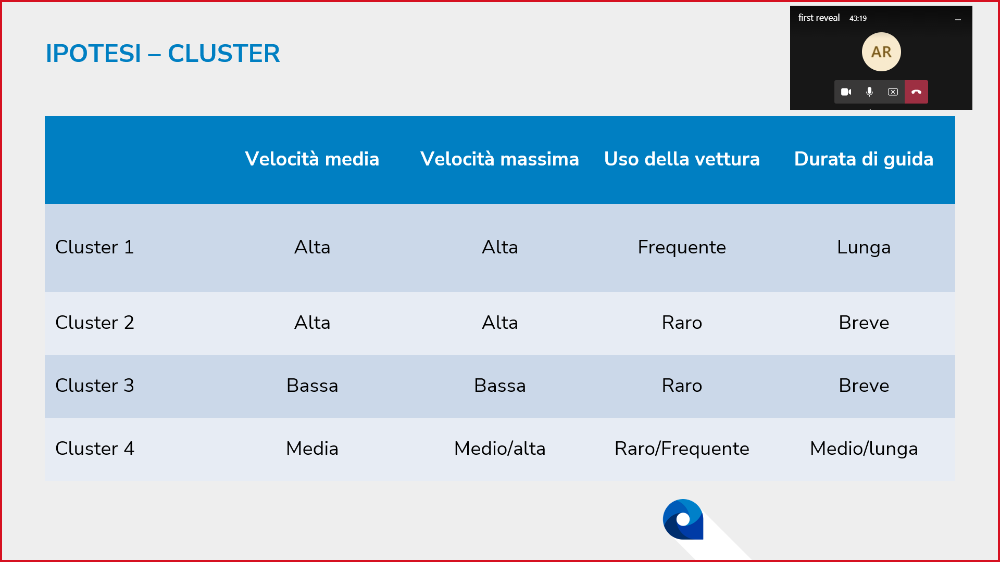 first reveal 43:19
AR
IPOTESI – CLUSTER
Velocità media Velocità massima Uso della vettura Durata di guida
Cluster 1 Alta Alta Frequente Lunga
Cluster 2 Alta Alta Raro Breve
Cluster 3 Bassa Bassa Raro Breve
Cluster 4 Media Medio/alta Raro/Frequente Medio/lunga